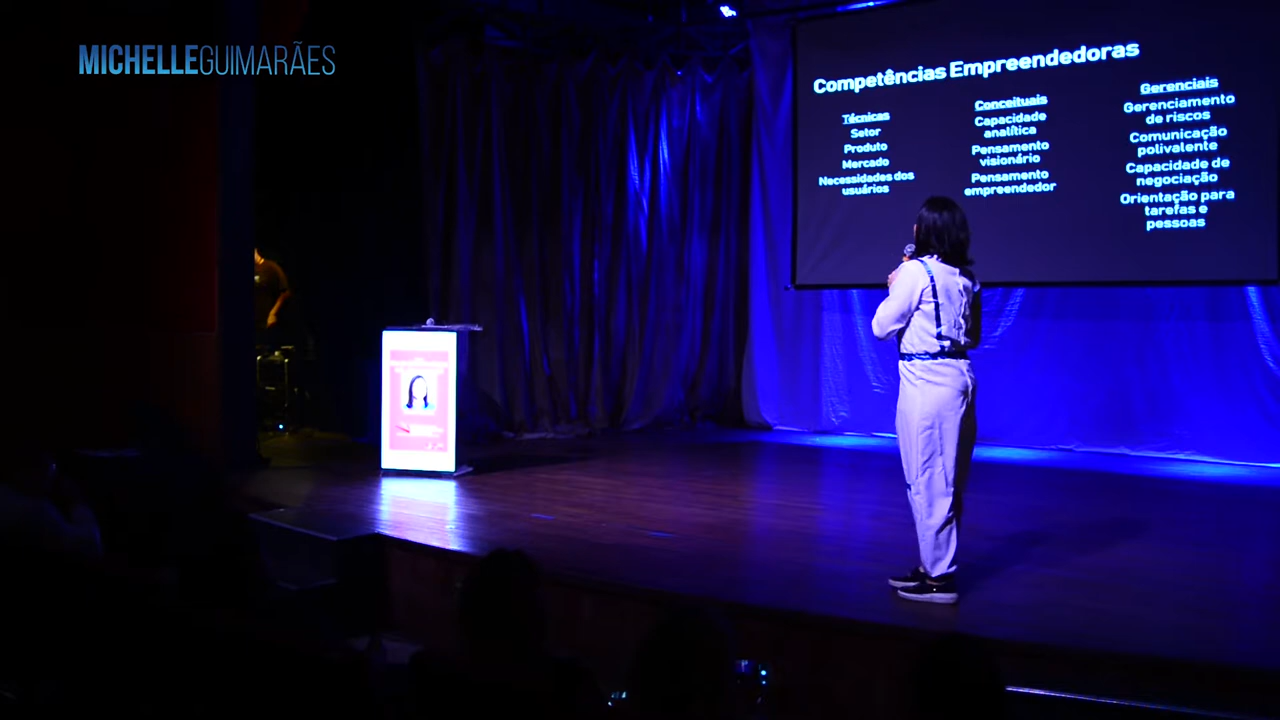 MICHELLEGUIMARÃES
Competências Empreendedoras
Técnicas
Setor
Produto
Mercado
Necessidades dos
usuários
Conceituais
Capacidade
analítica
Pensamento
visionário
Pensamento
empreendedor
Gerenciais
Gerenciamento
de riscos
Comunicação
polivalente
Capacidade de
negociação
Orientação para
tarefas e
pessoas